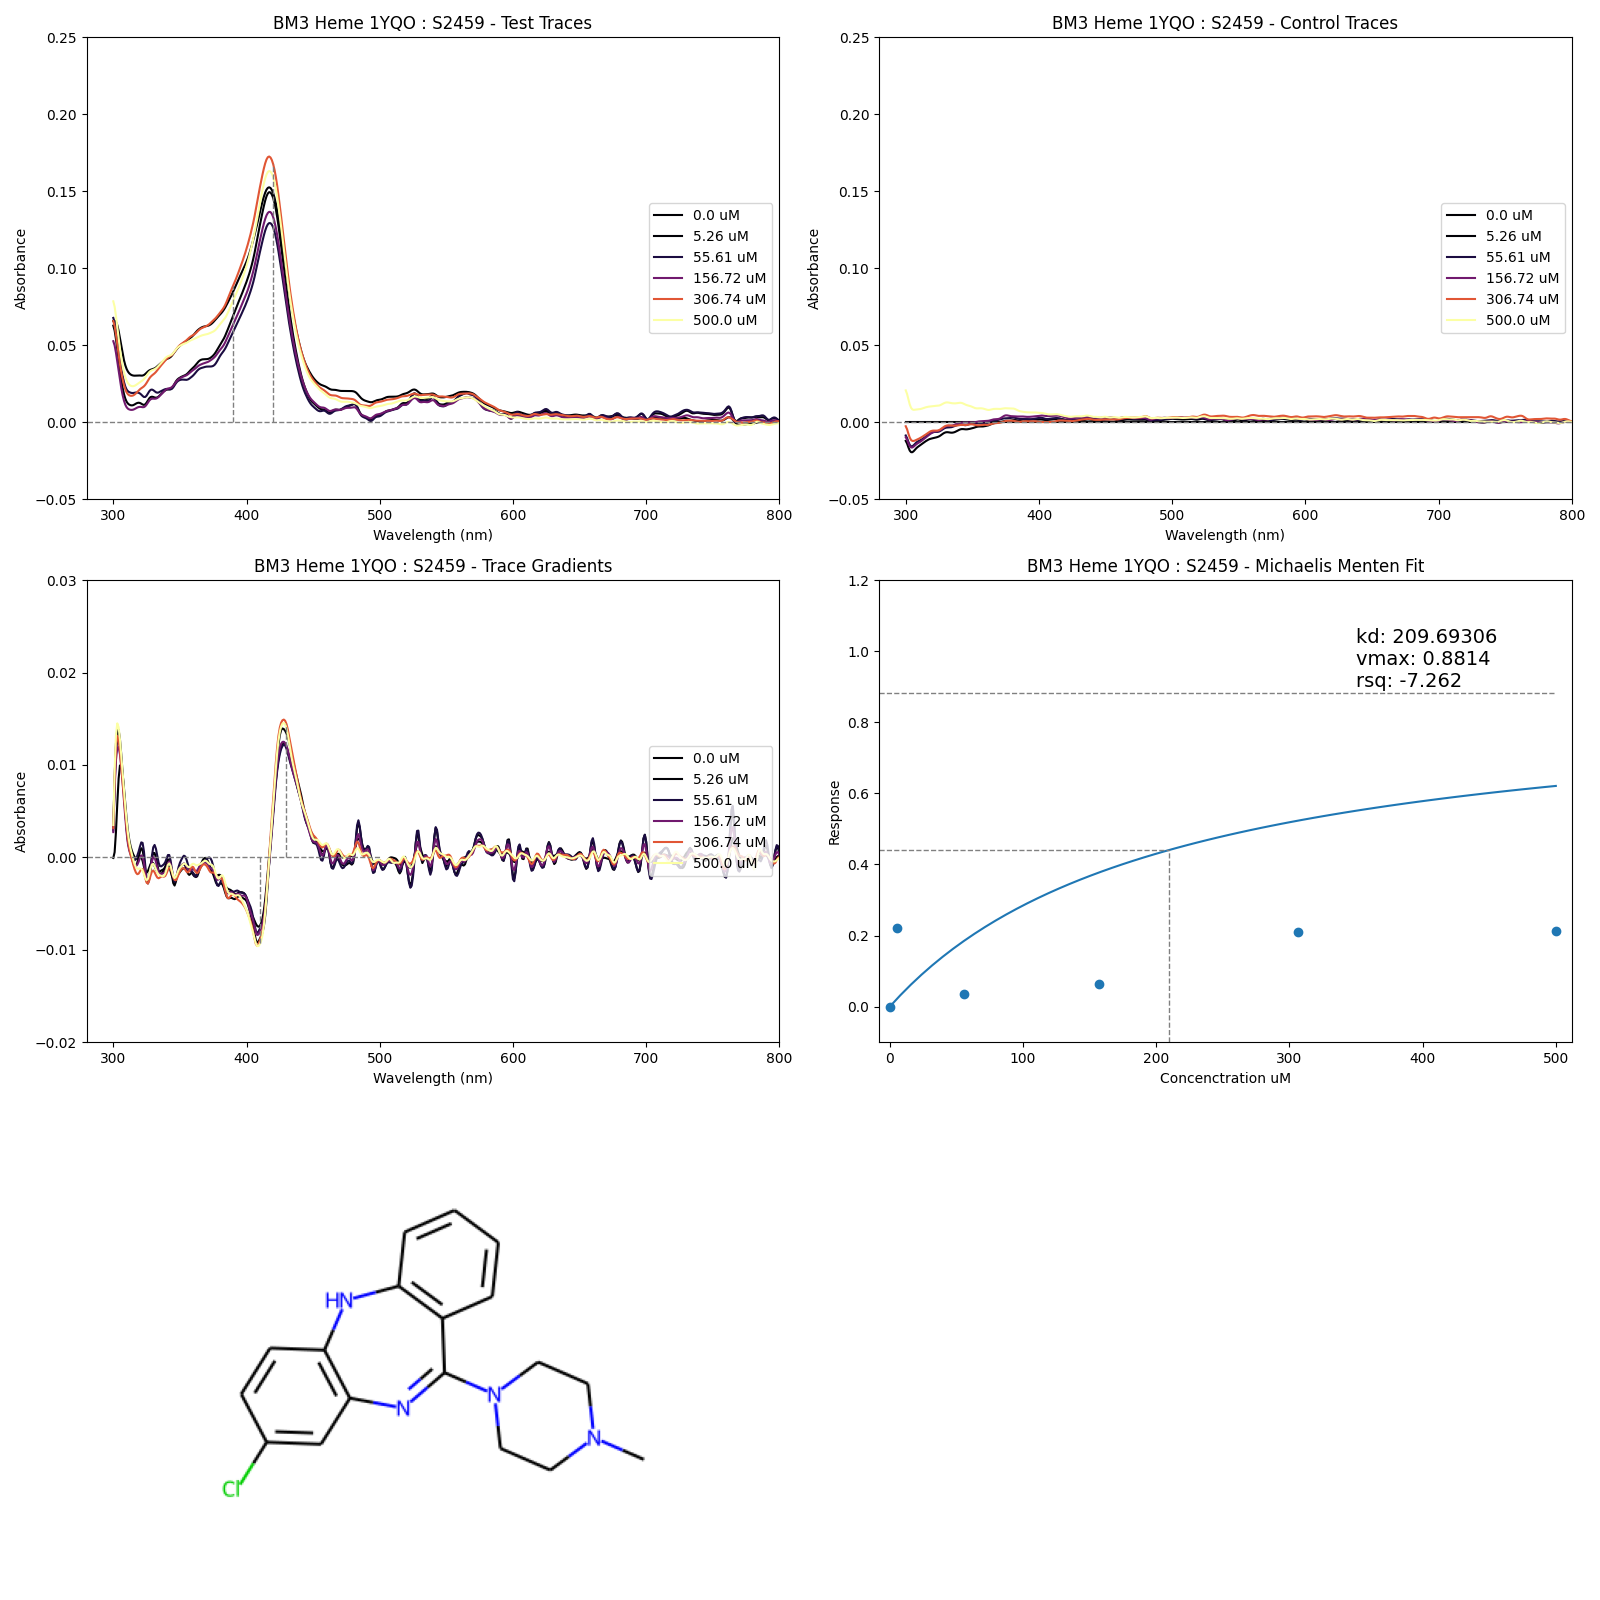 BM3 Heme 1YQO : S2459 - Test Traces
0.25
0.20
0.15
0.10
0.05
0.00
−0.05
Absorbance
0.0 uM
5.26 uM
55.61 uM
156.72 uM
306.74 uM
500.0 uM
300 400 500 600 700 800
Wavelength (nm)
BM3 Heme 1YQO : S2459 - Control Traces
0.25
0.20
0.15
0.10
0.05
0.00
−0.05
Absorbance
0.0 uM
5.26 uM
55.61 uM
156.72 uM
306.74 uM
500.0 uM
300 400 500 600 700 800
Wavelength (nm)
BM3 Heme 1YQO : S2459 - Trace Gradients
0.03
0.02
0.01
0.00
−0.01
−0.02
Absorbance
0.0 uM
5.26 uM
55.61 uM
156.72 uM
306.74 uM
500.0 uM
300 400 500 600 700 800
Wavelength (nm)
BM3 Heme 1YQO : S2459 - Michaelis Menten Fit
1.2
1.0
0.8
0.6
0.4
0.2
0.0
Response
kd: 209.69306
vmax: 0.8814
rsq: -7.262
0 100 200 300 400 500
Concenctration uM
HN
N
N
N
Cl